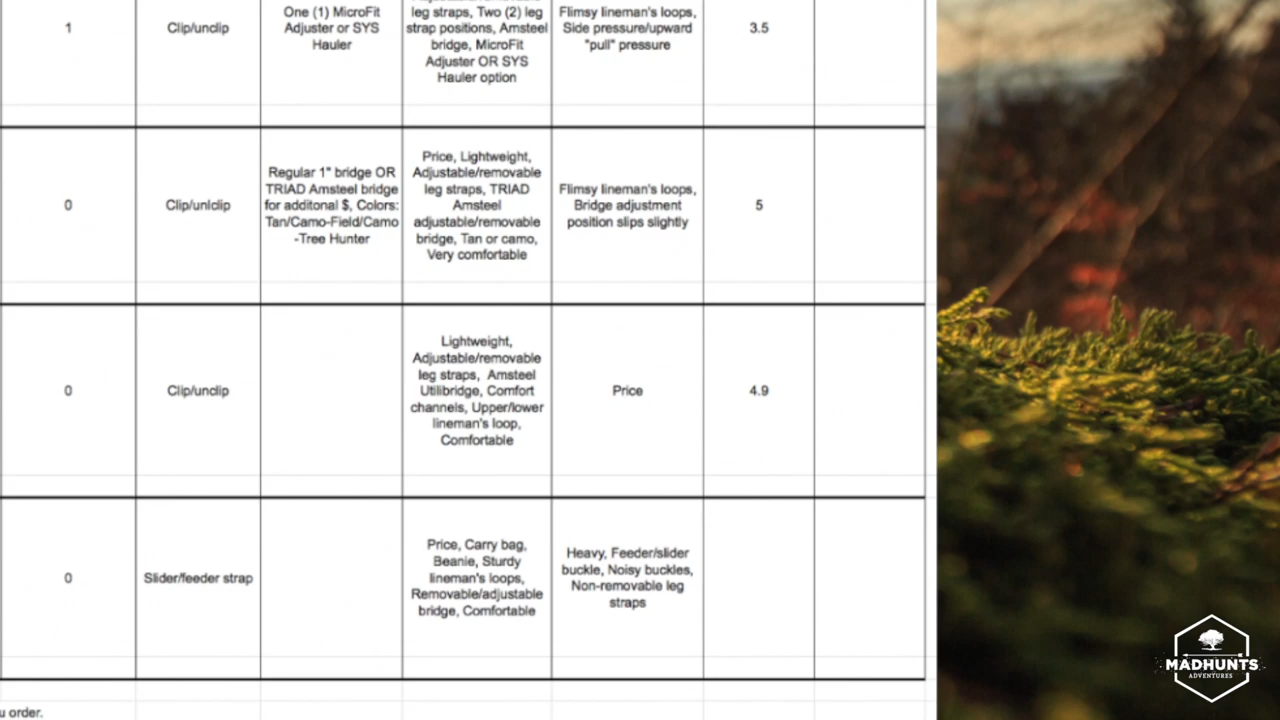 1
Clip/unclip
One (1) MicroFit
Adjuster or SYS
Hauler
leg straps, Two (2) leg
strap positions, Amsteel
bridge, MicroFit
Adjuster OR SYS
Hauler option
Flimsy lineman's loops,
Side pressure/upward
"pull" pressure
3.5
0
Clip/unlclip
Regular 1" bridge OR
TRIAD Amsteel bridge
for additonal $, Colors:
Tan/Camo-Field/Camo
-Tree Hunter
Price, Lightweight,
Adjustable/removable
leg straps, TRIAD
Amsteel
adjustable/removable
bridge, Tan or camo,
Very comfortable
Flimsy lineman's loops,
Bridge adjustment
position slips slightly
5
0
Clip/unclip
Lightweight,
Adjustable/removable
leg straps, Amsteel
Utilibridge, Comfort
channels, Upper/lower
lineman's loop,
Comfortable
Price
4.9
0
Slider/feeder strap
Price, Carry bag,
Beanie, Sturdy
lineman's loops,
Removable/adjustable
bridge, Comfortable
Heavy, Feeder/slider
buckle, Noisy buckles,
Non-removable leg
straps
u order.
MADHUNTS
ADVENTURES